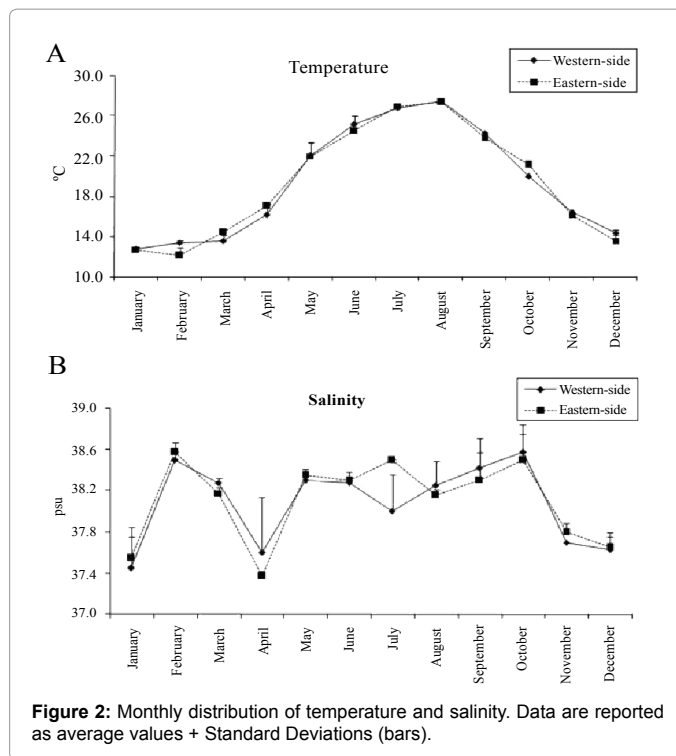 A
Temperature
Western-side
Eastern-side
30.0
26.0
22.0
18.0
14.0
10.0
ºC
January
February
March
April
May
June
July
August
September
October
November
December
B
Salinity
Western-side
Eastern-side
39.0
38.6
38.2
37.8
37.4
37.0
psu
January
February
March
April
May
June
July
August
September
October
November
December
Figure 2: Monthly distribution of temperature and salinity. Data are reported
as average values + Standard Deviations (bars).